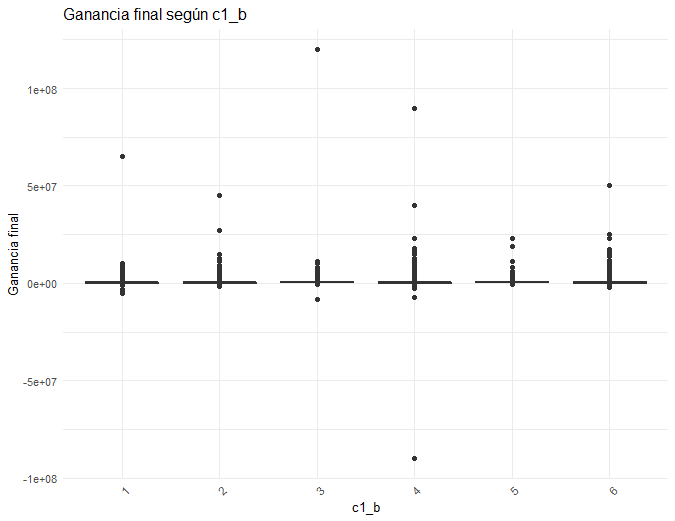 Ganancia final según c1_b
Ganancia final
1e+08
5e+07
0e+00
-5e+07
-1e+08
1 2 3 4 5 6
c1_b